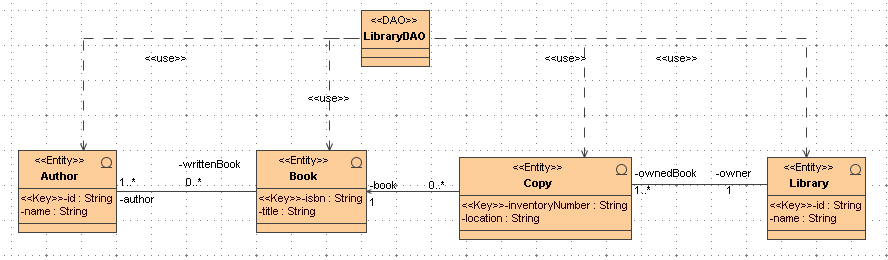 <<DAO>>
LibraryDAO
<<use>>
<<use>>
<<use>>
<<use>>
<<Entity>>
Author
<<Key>>-id : String
-name : String
1..*
-author
-writtenBook
0..*
<<Entity>>
Book
<<Key>>-isbn : String
-title : String
-book
1
0..*
<<Entity>>
Copy
<<Key>>-inventoryNumber : String
-location : String
-ownedBook
1..*
-owner
1
<<Entity>>
Library
<<Key>>-id : String
-name : String